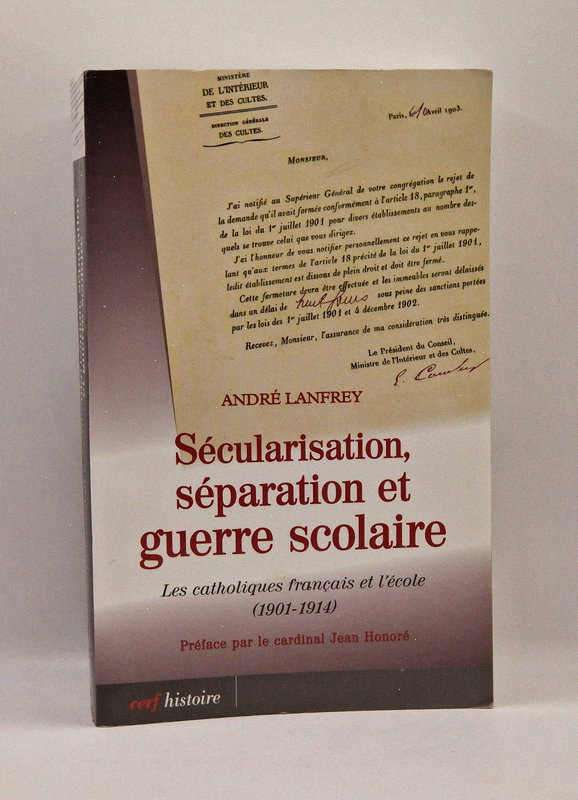 MINISTÈRE
DE L'INTÉRIEUR
ET DES CULTES.
DIRECTION GÉNÉRALE
DES CULTES.
Paris, Avril 1903.
Monsieur,
J'ai notifié au Supérieur Général de votre congrégation le rejet de
la demande qu'il avait formée conformément à l'article 18, paragraphe 1er,
de la loi du 1er juillet 1901 pour divers établissements au nombre des-
quels se trouve celui que vous dirigez.
J'ai l'honneur de vous notifier personnellement ce rejet en vous rappe-
lant qu'aux termes de l'article 18 précité de la loi du 1er juillet 1901,
ledit établissement est dissous de plein droit et doit être fermé.
Cette fermeture devra être effectuée et les immeubles seront délaissés
dans un délai de huit jours sous peine des sanctions portées
par les lois des 1er juillet 1901 et 4 décembre 1902.
Recevez, Monsieur, l'assurance de ma considération très distinguée.
Le Président du Conseil,
Ministre de l'Intérieur et des Cultes,
E. Combes
ANDRÉ LANFREY
Sécularisation,
séparation et
guerre scolaire
Les catholiques français et l'école
(1901-1914)
Préface par le cardinal Jean Honoré
cerf histoire